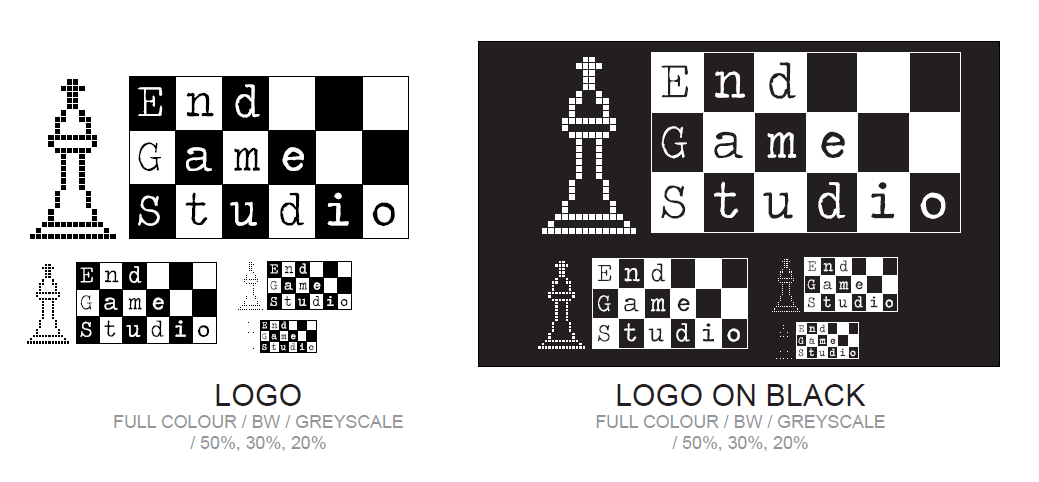 End
Game
Studio
End
Game
Studio
End
Game
Studio
End
Game
Studio
LOGO
FULL COLOUR / BW / GREYSCALE
/ 50%, 30%, 20%
End
Game
Studio
End
Game
Studio
End
Game
Studio
End
Game
Studio
LOGO ON BLACK
FULL COLOUR / BW / GREYSCALE
/ 50%, 30%, 20%